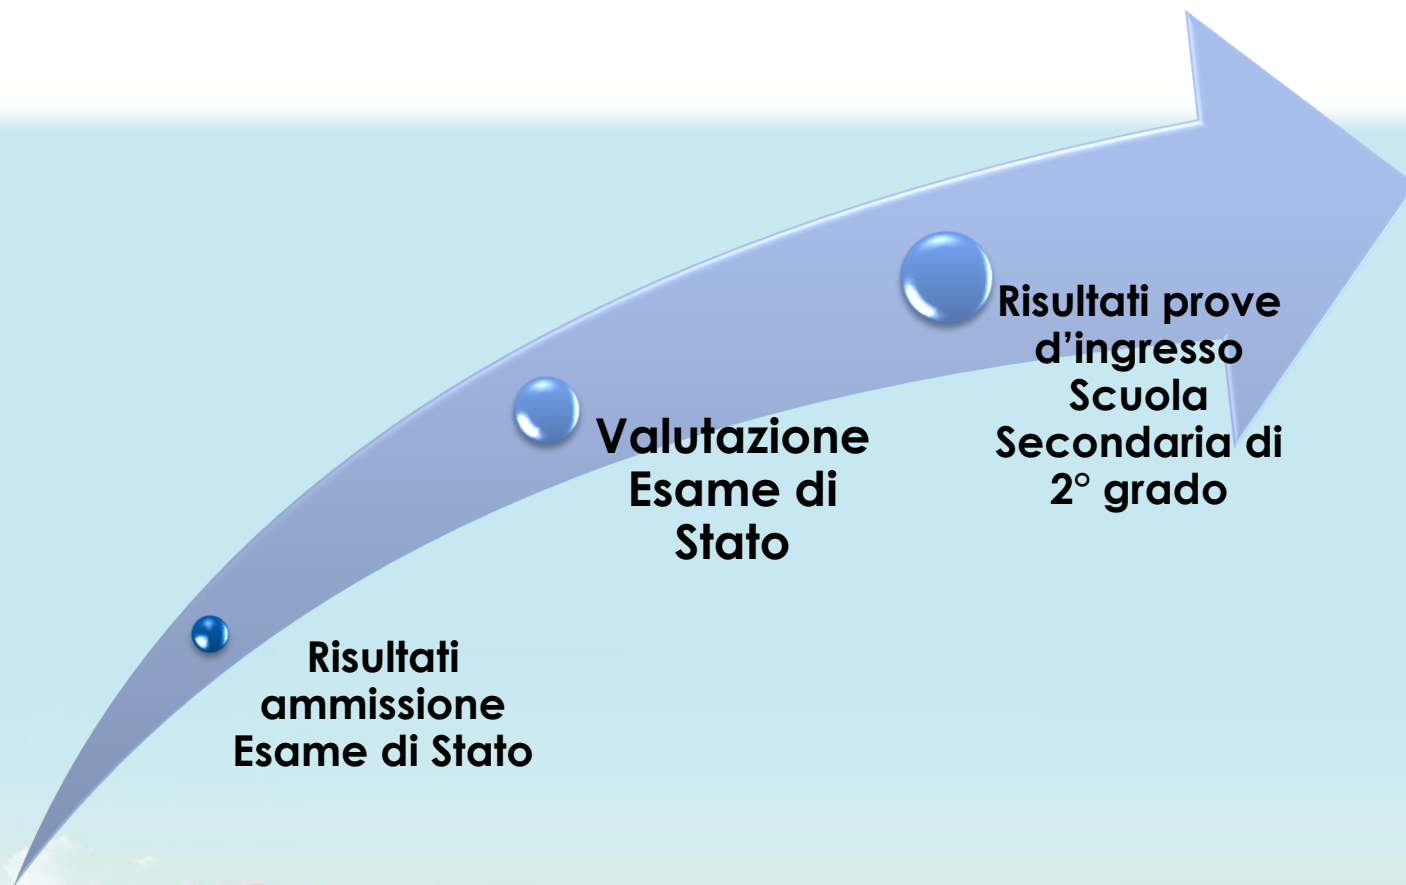 Risultati prove
d’ingresso
Scuola
Secondaria di
2° grado
Valutazione
Esame di
Stato
Risultati
ammissione
Esame di Stato